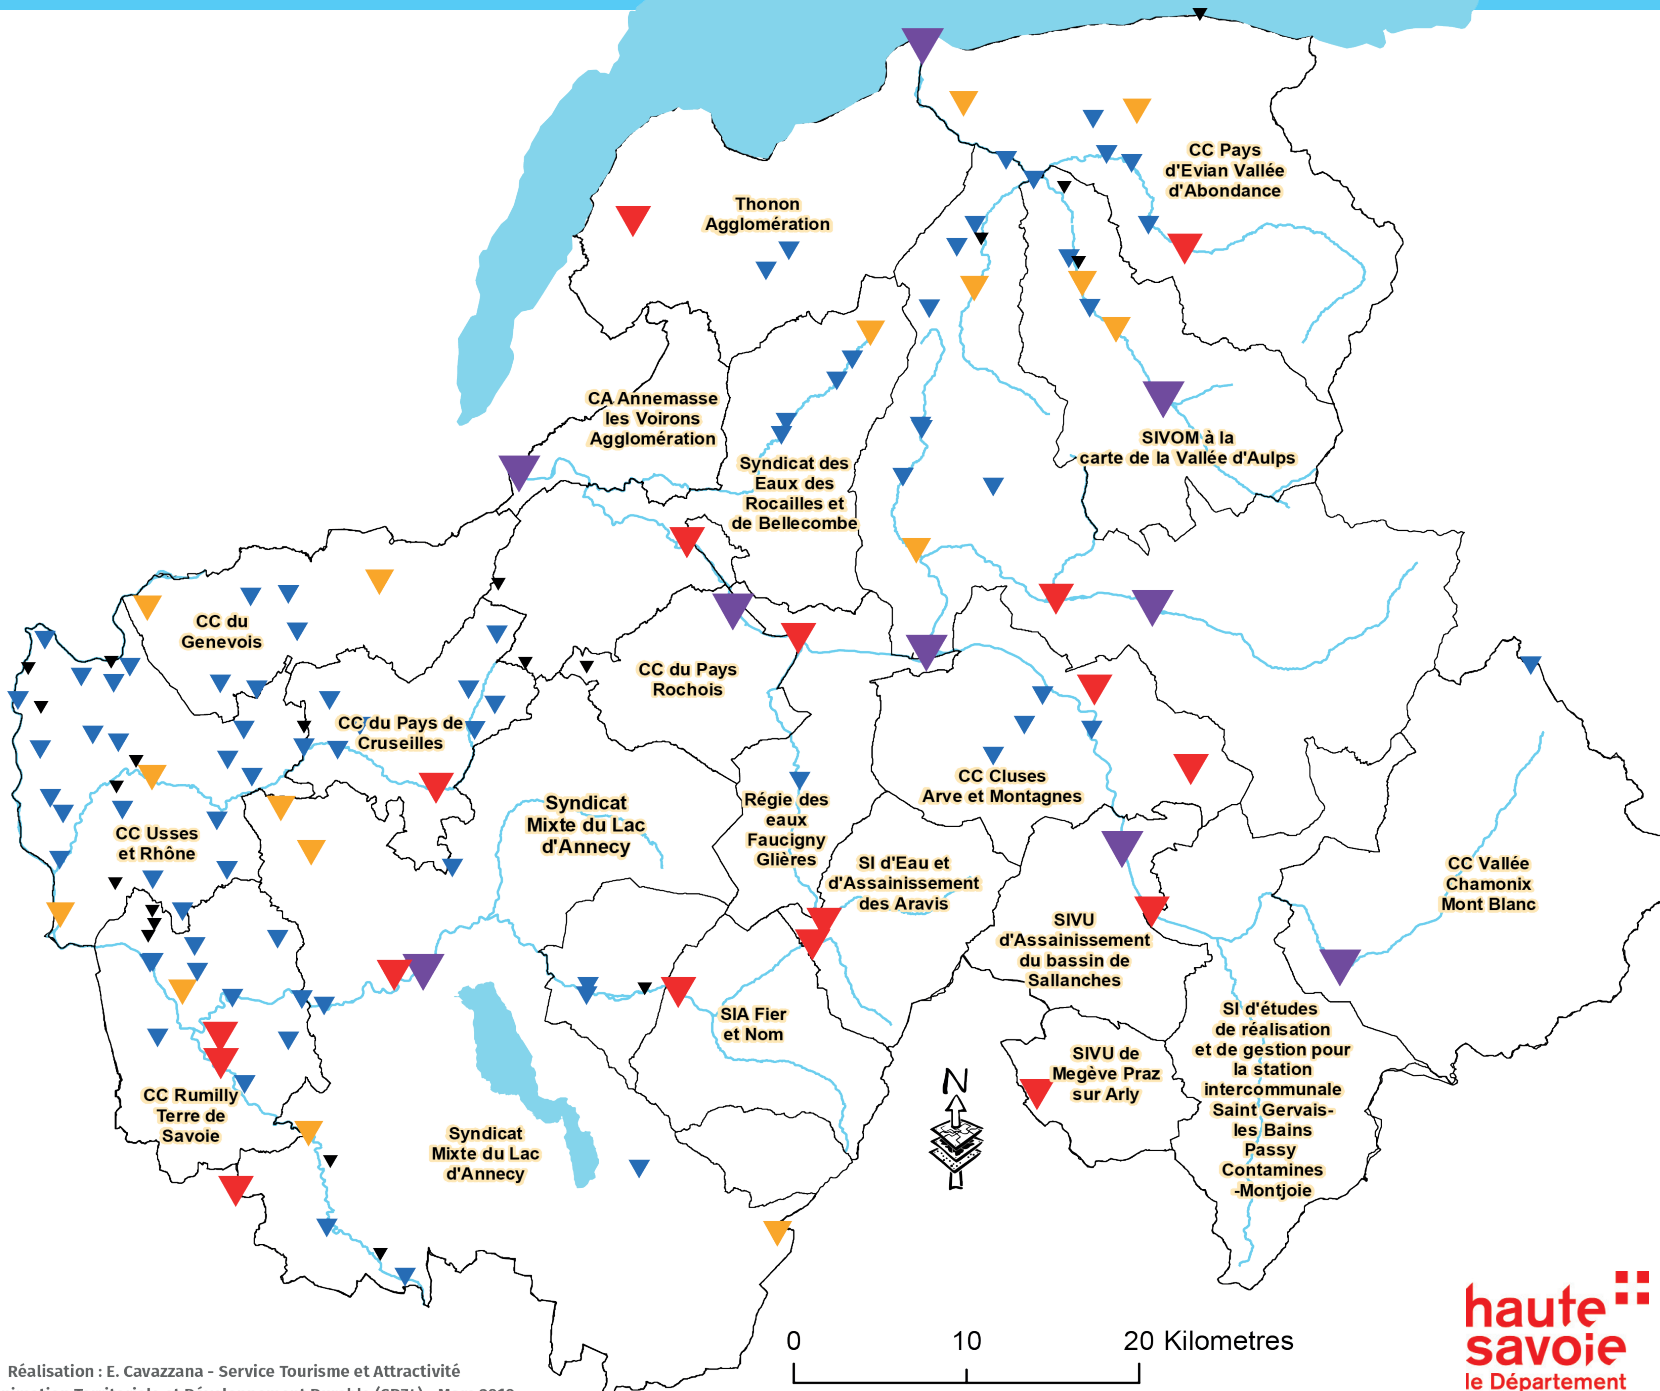 CC Pays
d'Evian Vallée
d'Abondance
Thonon
Agglomération
CA Annemasse
les Voirons
Agglomération
SIVOM à la
carte de la Vallée d'Aulps
Syndicat des
Eaux des
Rocailles et
de Bellecombe
CC du
Genevois
CC du Pays
Rochois
CC du Pays de
Cruseilles
CC Cluses
Arve et Montagnes
Syndicat
Mixte du Lac
d'Annecy
Régie des
eaux
Faucigny
Glières
CC Usses
et Rhône
SI d'Eau et
d'Assainissement
des Aravis
CC Vallée
Chamonix
Mont Blanc
SIVU
d'Assainissement
du bassin de
Sallanches
SIA Fier
et Nom
SI d'études
de réalisation
et de gestion pour
la station
intercommunale
Saint Gervais-
les Bains
Passy
Contamines
-Montjoie
SIVU de
Megève Praz
sur Arly
CC Rumilly
Terre de
Savoie
Syndicat
Mixte du Lac
d'Annecy
N
0 10 20 Kilometres
haute
savoie
le Département
Réalisation : E. Cavazzana - Service Tourisme et Attractivité